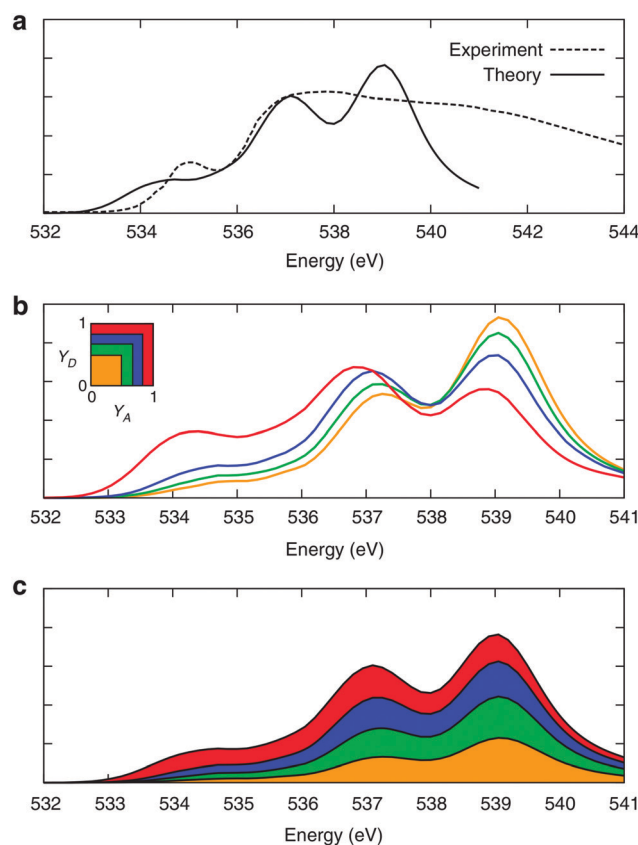 a
Experiment
Theory
532 534 536 538 540 542 544
Energy (eV)
b
1
Y_D
0
0 1
Y_A
532 533 534 535 536 537 538 539 540 541
Energy (eV)
c
532 533 534 535 536 537 538 539 540 541
Energy (eV)